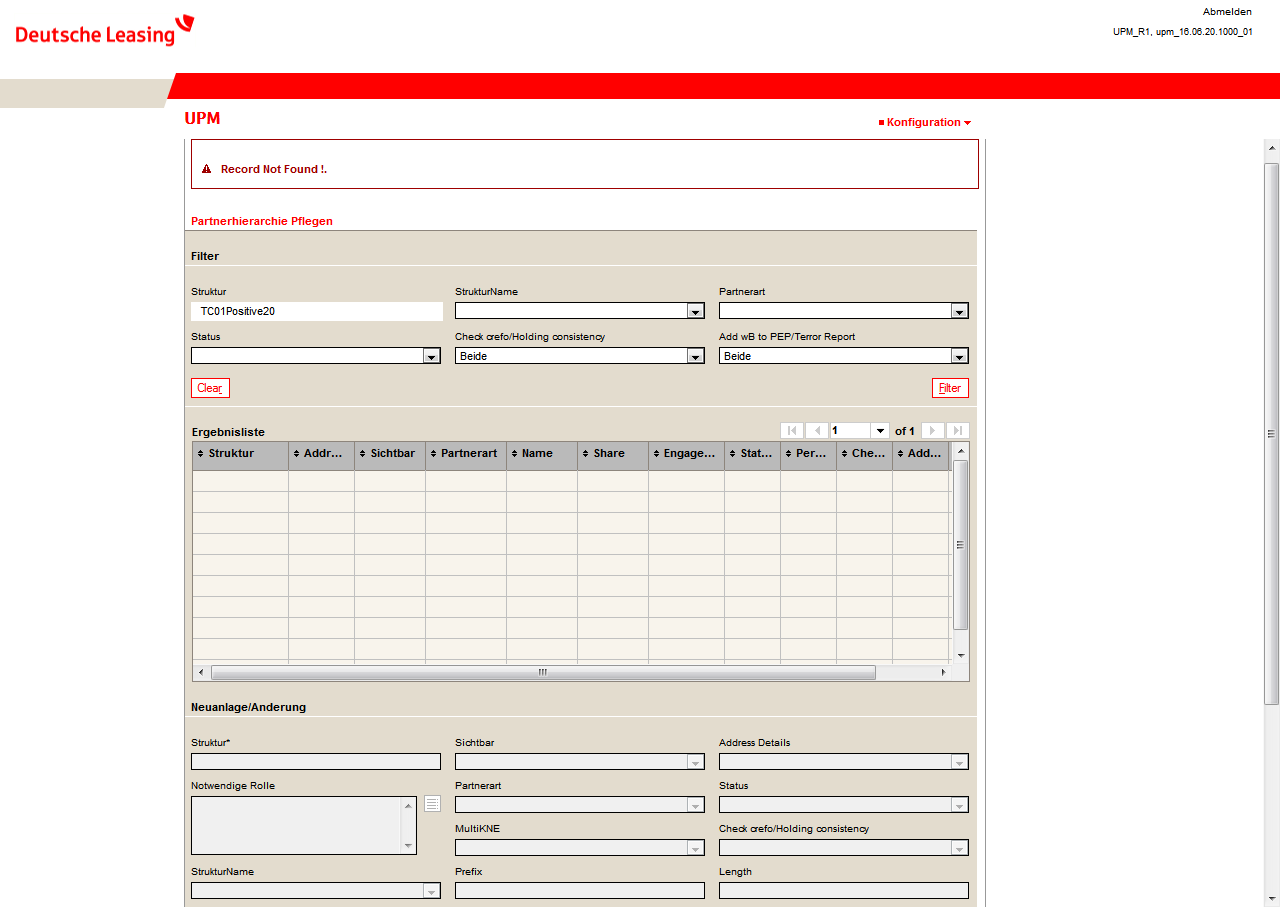 Deutsche Leasing
Abmelden
UPM_R1, upm_16.06.20.1000_01
UPM
Konfiguration
Record Not Found !.
Partnerhierarchie Pflegen
Filter
Struktur StrukturName Partnerart
TC01Positive20
Status Check crefo/Holding consistency Add wB to PEP/Terror Report
Beide Beide
Clear Filter
Ergebnisliste 1 of 1
Struktur Addr... Sichtbar Partnerart Name Share Engage... Stat... Per... Che... Add...
Neuanlage/Anderung
Struktur* Sichtbar Address Details
Notwendige Rolle Partnerart Status
MultiKNE Check crefo/Holding consistency
StrukturName Prefix Length